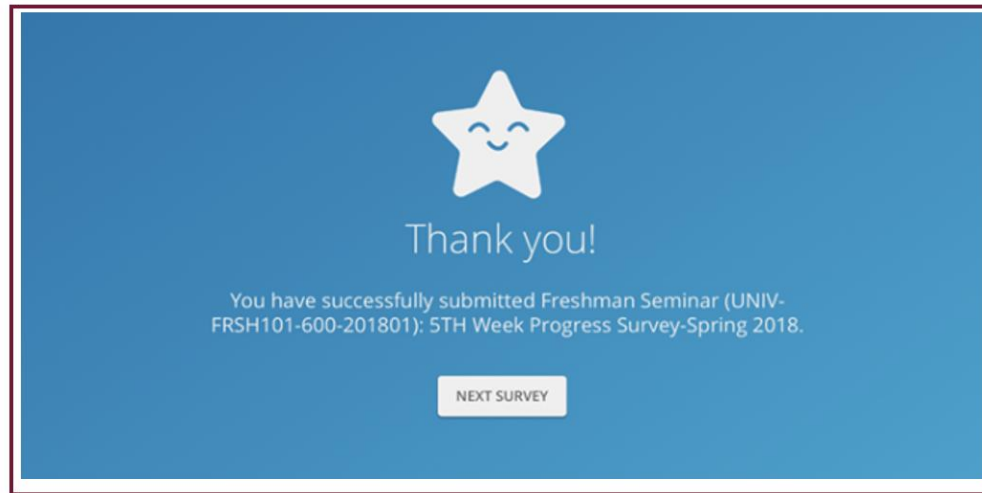 Thank you!
You have successfully submitted Freshman Seminar (UNIV-
FRSH101-600-201801): 5TH Week Progress Survey-Spring 2018.
NEXT SURVEY